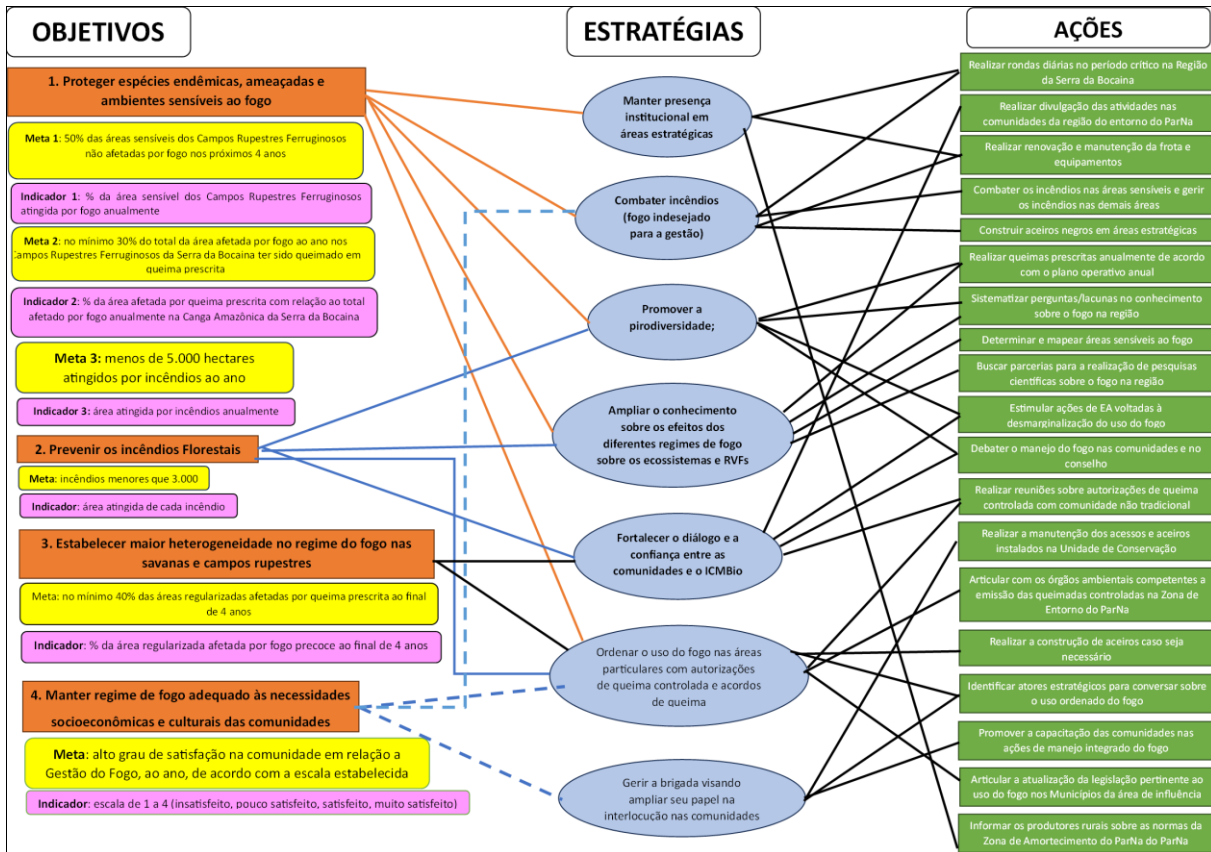 OBJETIVOS
1. Proteger espécies endêmicas, ameaçadas e
ambientes sensíveis ao fogo
Meta 1: 50% das áreas sensíveis dos Campos Rupestres Ferruginosos
não afetadas por fogo nos próximos 4 anos
Indicador 1: % da área sensível dos Campos Rupestres Ferruginosos
atingida por fogo anualmente
Meta 2: no mínimo 30% do total da área afetada por fogo ao ano nos
Campos Rupestres Ferruginosos da Serra da Bocaina ter sido queimado em
queima prescrita
Indicador 2: % da área afetada por queima prescrita com relação ao total
afetado por fogo anualmente na Canga Amazônica da Serra da Bocaina
Meta 3: menos de 5.000 hectares
atingidos por incêndios ao ano
Indicador 3: área atingida por incêndios anualmente
2. Prevenir os incêndios Florestais
Meta: incêndios menores que 3.000
Indicador: área atingida de cada incêndio
3. Estabelecer maior heterogeneidade no regime do fogo nas
savanas e campos rupestres
Meta: no mínimo 40% das áreas regularizadas afetadas por queima prescrita ao final
de 4 anos
Indicador: % da área regularizada afetada por fogo precoce ao final de 4 anos
4. Manter regime de fogo adequado às necessidades
socioeconômicas e culturais das comunidades
Meta: alto grau de satisfação na comunidade em relação a
Gestão do Fogo, ao ano, de acordo com a escala estabelecida
Indicador: escala de 1 a 4 (insatisfeito, pouco satisfeito, satisfeito, muito satisfeito)
ESTRATÉGIAS
Manter presença
institucional em
áreas estratégicas
Combater incêndios
(fogo indesejado
para a gestão)
Promover a
pirodiversidade;
Ampliar o conhecimento
sobre os efeitos dos
diferentes regimes de fogo
sobre os ecossistemas e RVFs
Fortalecer o diálogo e a
confiança entre as
comunidades e o ICMBio
Ordenar o uso do fogo nas áreas
particulares com autorizações
de queima controlada e acordos
de queima
Gerir a brigada visando
ampliar seu papel na
interlocução nas comunidades
AÇÕES
Realizar rondas diárias no período crítico na Região
da Serra da Bocaina
Realizar divulgação das atividades nas
comunidades da região do entorno do ParNa
Realizar renovação e manutenção da frota e
equipamentos
Combater os incêndios nas áreas sensíveis e gerir
os incêndios nas demais áreas
Construir aceiros negros em áreas estratégicas
Realizar queimas prescritas anualmente de acordo
com o plano operativo anual
Sistematizar perguntas/lacunas no conhecimento
sobre o fogo na região
Determinar e mapear áreas sensíveis ao fogo
Buscar parcerias para a realização de pesquisas
científicas sobre o fogo na região
Estimular ações de EA voltadas à
desmarginalização do uso do fogo
Debater o manejo do fogo nas comunidades e no
conselho
Realizar reuniões sobre autorizações de queima
controlada com comunidade não tradicional
Realizar a manutenção dos acessos e aceiros
instalados na Unidade de Conservação
Articular com os órgãos ambientais competentes a
emissão das queimadas controladas na Zona de
Entorno do ParNa
Realizar a construção de aceiros caso seja
necessário
Identificar atores estratégicos para conversar sobre
o uso ordenado do fogo
Promover a capacitação das comunidades nas
ações de manejo integrado do fogo
Articular a atualização da legislação pertinente ao
uso do fogo nos Municípios da área de influência
Informar os produtores rurais sobre as normas da
Zona de Amortecimento do ParNa do ParNa